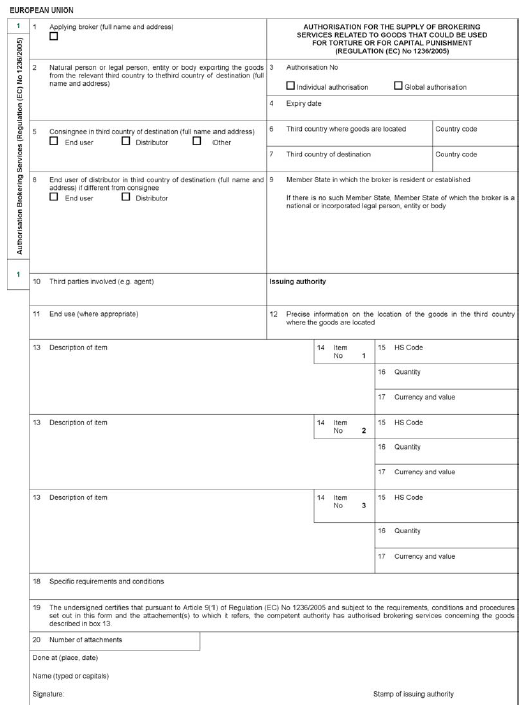 EUROPEAN UNION
1
Authorisation Brokering Services (Regulation (EC) No 1236/2005)
1
1 Applying broker (full name and address)
AUTHORISATION FOR THE SUPPLY OF BROKERING
SERVICES RELATED TO GOODS THAT COULD BE USED
FOR TORTURE OR FOR CAPITAL PUNISHMENT
(REGULATION (EC) No 1236/2005)
2 Natural person or legal person, entity or body exporting the goods
from the relevant third country to thethird country of destination (full
name and address)
3 Authorisation No
Individual authorisation Global authorisation
4 Expiry date
5 Consingnee in third country of destination (full name and address)
End user Distributor Other
6 Third country where goods are located Country code
7 Third country of destination Country code
8 End user of distributor in third country of destination (full name and
address) if different from consignee
End user Distributor
9 Member State in which the broker is resident or established
If there is no such Member State, Member State of which the broker is a
national or incorporated legal person, entity or body
10 Third parties involved (e.g. agent)
Issuing authority
11 End use (where appropriate)
12 Precise information on the location of the goods in the third country
where the goods are located
13 Description of item
14 Item
No 1
15 HS Code
16 Quantity
17 Currency and value
13 Description of item
14 Item
No 2
15 HS Code
16 Quantity
17 Currency and value
13 Description of item
14 Item
No 3
15 HS Code
16 Quantity
17 Currency and value
18 Specific requirements and conditions
19 The undersigned certifies that pursuant to Article 9(1) of Regulation (EC) No 1236/2005 and subject to the requirements, conditions and procedures
set out in this form and the attachement(s) to which it refers, the competent authority has authorised brokering services concerning the goods
described in box 13.
20 Number of attachments
Done at (place, date)
Name (typed or capitals)
Signature: Stamp of issuing authority